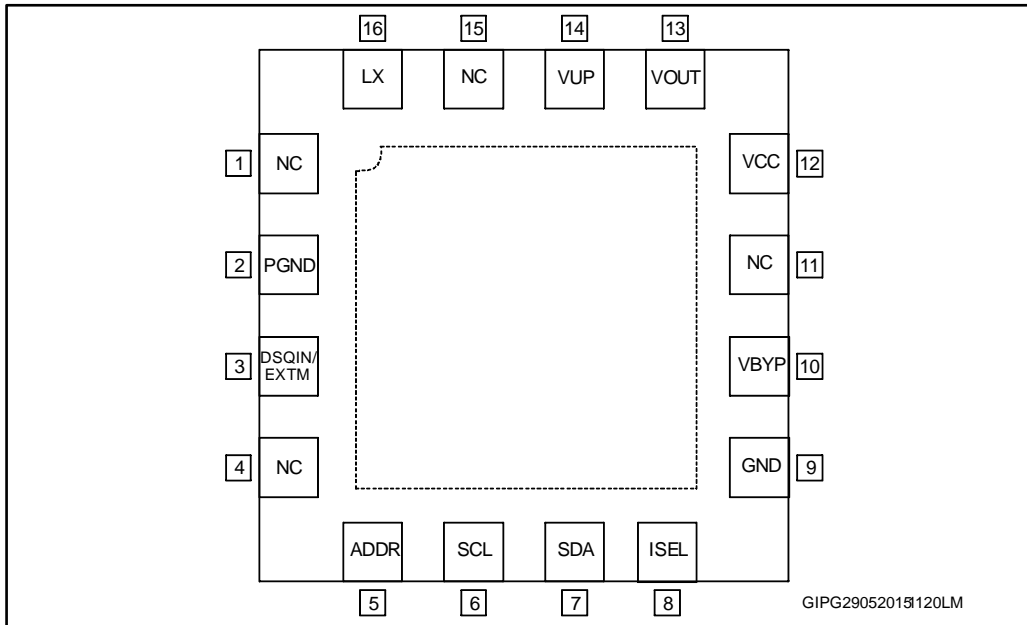 16 15 14 13
LX NC VUP VOUT
1 NC VCC 12
2 PGND NC 11
3 DSQIN/
EXTM VBYP 10
4 NC GND 9
ADDR SCL SDA ISEL
5 6 7 8
GIPG290520151120LM